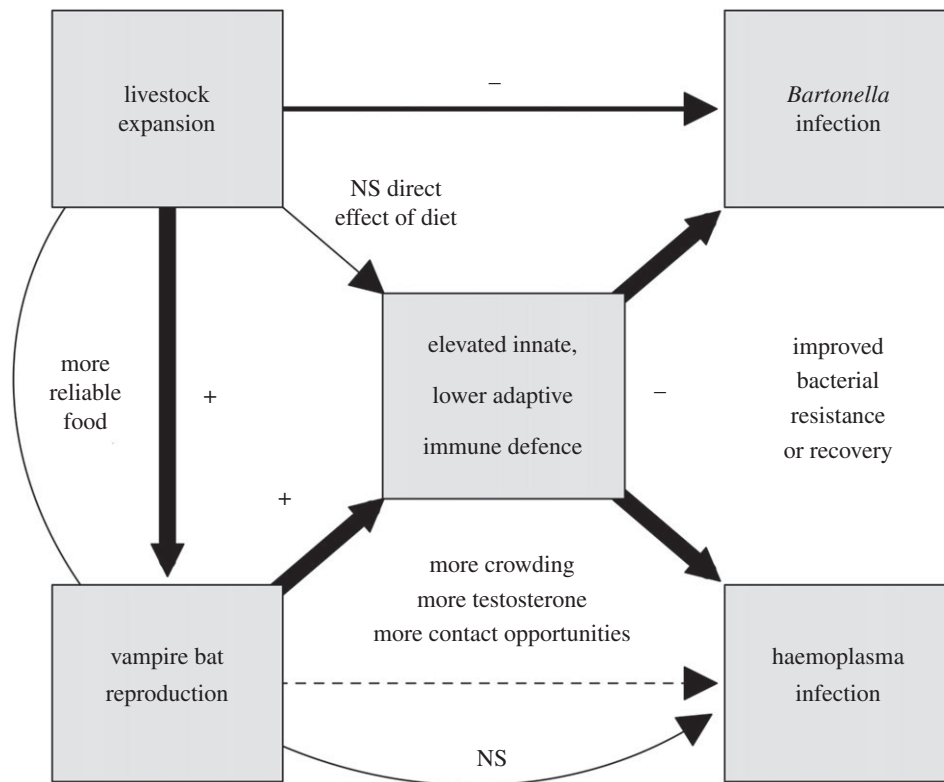 livestock
expansion
–
Bartonella
infection
NS direct
effect of diet
more
reliable
food
+
elevated innate,
lower adaptive
immune defence
–
improved
bacterial
resistance
or recovery
+
more crowding
more testosterone
more contact opportunities
vampire bat
reproduction
haemoplasma
infection
NS